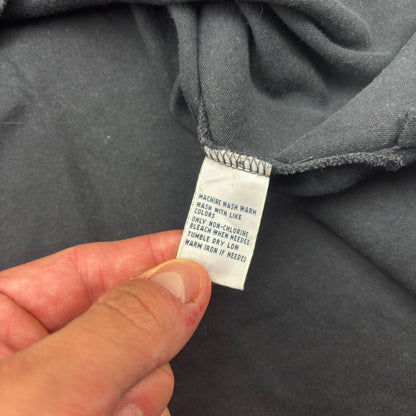 MACHINE WASH WARM
WASH WITH LIKE
COLORS
ONLY NON-CHLORINE
BLEACH WHEN NEEDED
TUMBLE DRY LOW
WARM IRON IF NEEDED